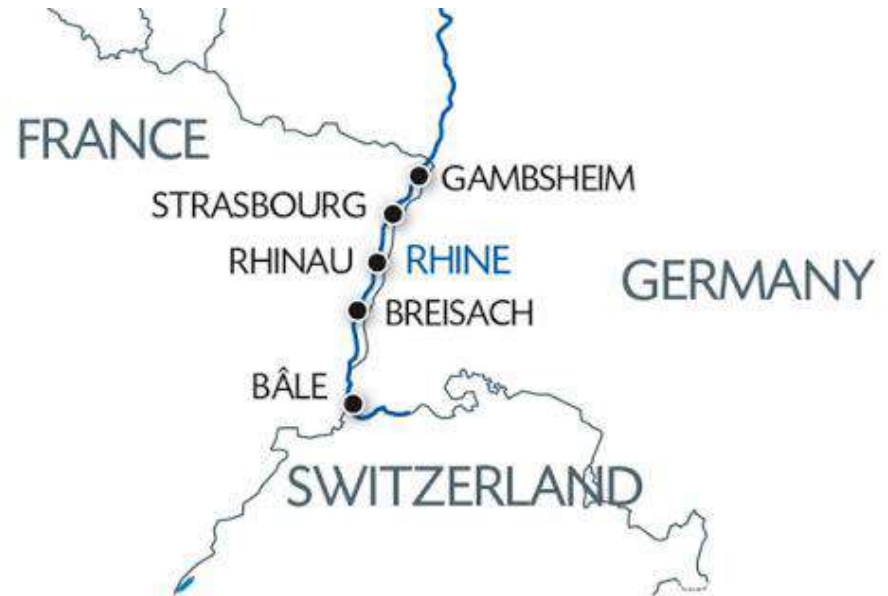 FRANCE
GAMBSHEIM
STRASBOURG
RHINAU
RHINE
GERMANY
BREISACH
BÂLE
SWITZERLAND